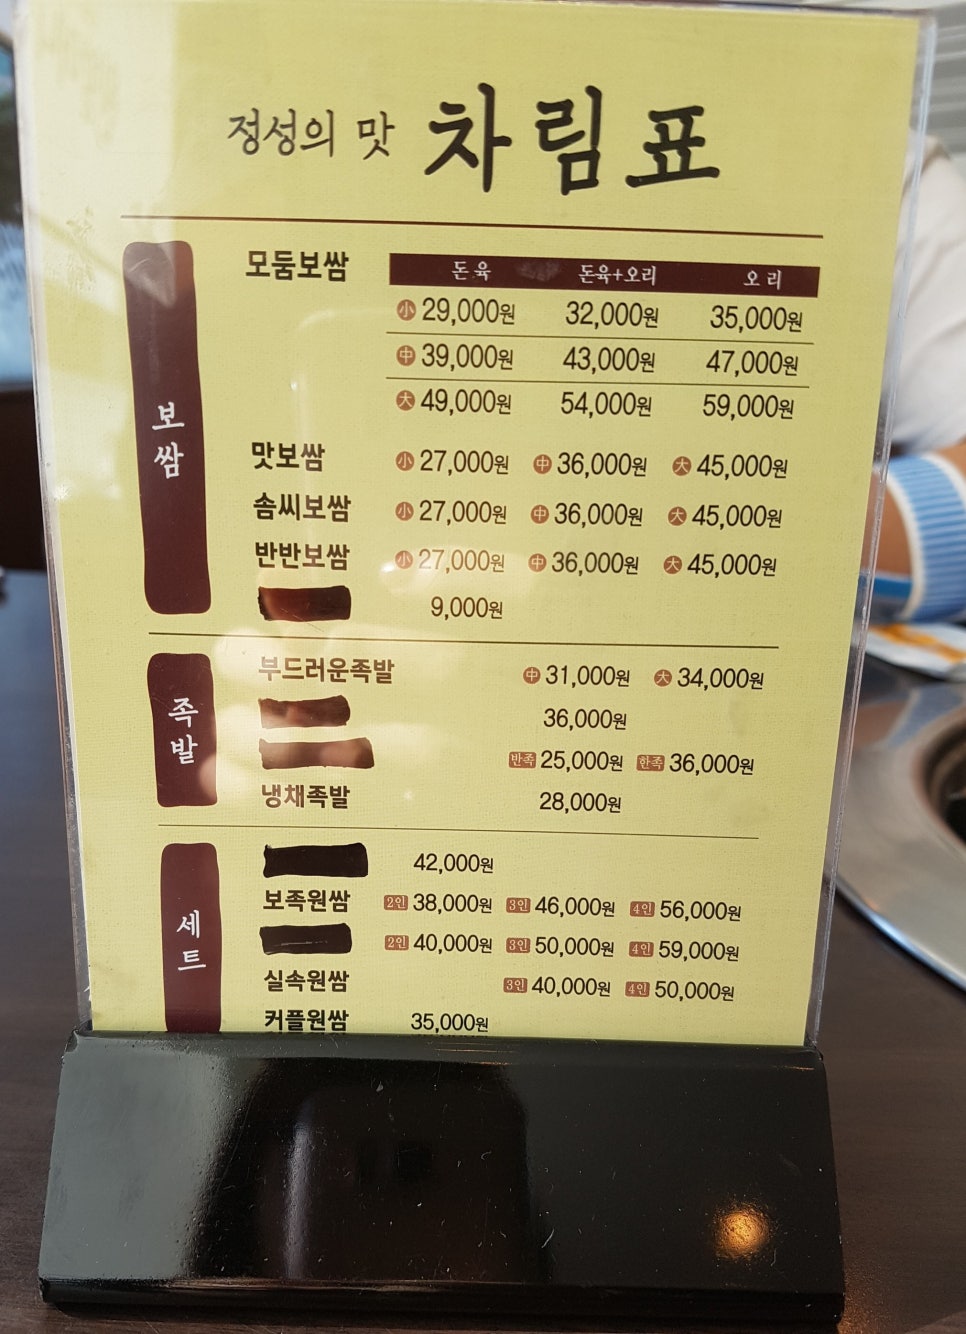 정성의 맛 차림표
보쌈
모둠보쌈 돈육 돈육+오리 오리
小 29,000원 32,000원 35,000원
中 39,000원 43,000원 47,000원
大 49,000원 54,000원 59,000원
맛보쌈 小 27,000원 中 36,000원 大 45,000원
솜씨보쌈 小 27,000원 中 36,000원 大 45,000원
반반보쌈 小 27,000원 中 36,000원 大 45,000원
9,000원
족발
부드러운족발 中 31,000원 大 34,000원
36,000원
반족 25,000원 한족 36,000원
냉채족발 28,000원
세트
42,000원
보족원쌈 2인 38,000원 3인 46,000원 4인 56,000원
2인 40,000원 3인 50,000원 4인 59,000원
실속원쌈 3인 40,000원 4인 50,000원
커플원쌈 35,000원